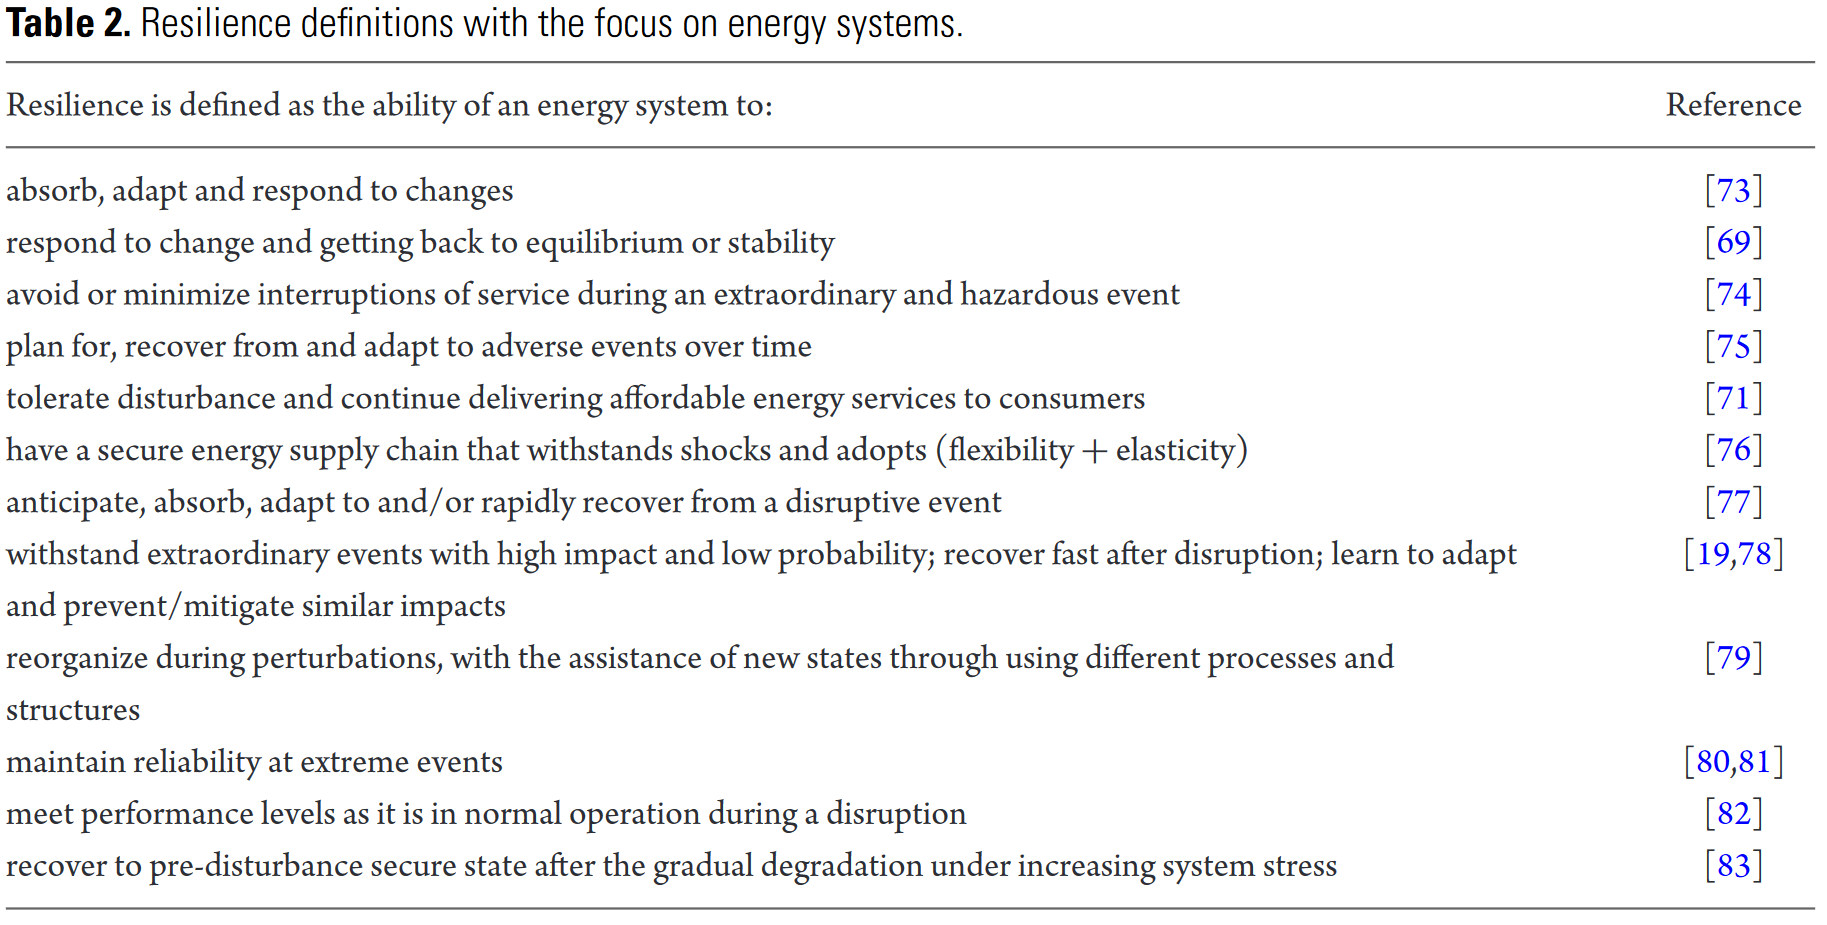 Table 2. Resilience definitions with the focus on energy systems.
Resilience is defined as the ability of an energy system to: Reference
absorb, adapt and respond to changes [73]
respond to change and getting back to equilibrium or stability [69]
avoid or minimize interruptions of service during an extraordinary and hazardous event [74]
plan for, recover from and adapt to adverse events over time [75]
tolerate disturbance and continue delivering affordable energy services to consumers [71]
have a secure energy supply chain that withstands shocks and adopts (flexibility + elasticity) [76]
anticipate, absorb, adapt to and/or rapidly recover from a disruptive event [77]
withstand extraordinary events with high impact and low probability; recover fast after disruption; learn to adapt [19,78]
and prevent/mitigate similar impacts
reorganize during perturbations, with the assistance of new states through using different processes and [79]
structures
maintain reliability at extreme events [80,81]
meet performance levels as it is in normal operation during a disruption [82]
recover to pre-disturbance secure state after the gradual degradation under increasing system stress [83]